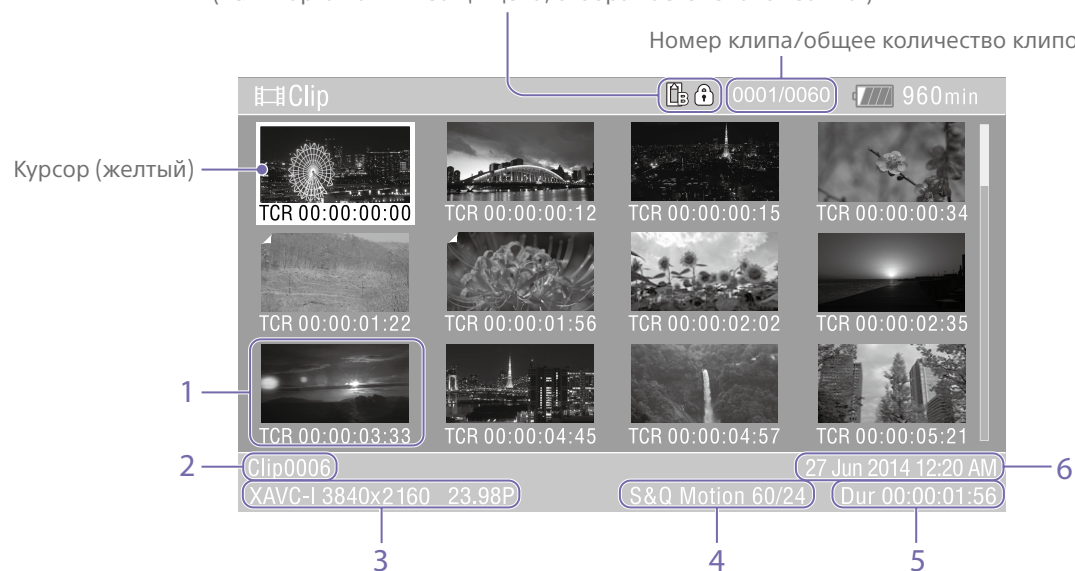 Номер клипа/общее количество клипо
Clip
B
0001/0060
960min
Курсор (желтый)
TCR 00:00:00:00
TCR 00:00:00:12
TCR 00:00:00:15
TCR 00:00:00:34
TCR 00:00:01:22
TCR 00:00:01:56
TCR 00:00:02:02
TCR 00:00:02:35
1
TCR 00:00:03:33
TCR 00:00:04:45
TCR 00:00:04:57
TCR 00:00:05:21
2
Clip0006
27 Jun 2014 12:20 AM
6
XAVC-I 3840x2160 23.98P
S&Q Motion 60/24
Dur 00:00:01:56
3
4
5